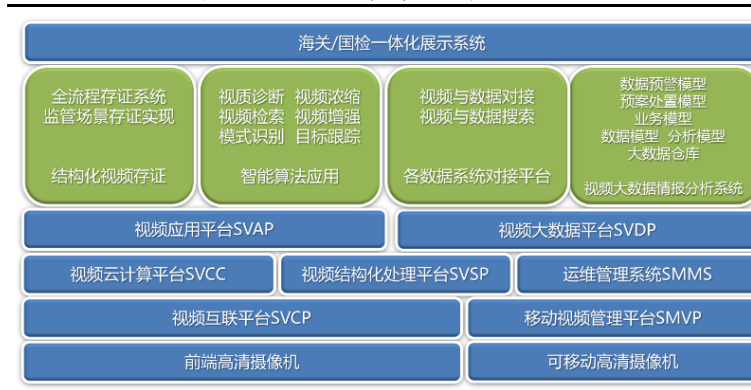 海关/国检一体化展示系统
全流程存证系统
监管场景存证实现
结构化视频存证
视质诊断 视频浓缩
视频检索 视频增强
模式识别 目标跟踪
智能算法应用
视频与数据对接
视频与数据搜索
各数据系统对接平台
数据预警模型
预案处置模型
业务模型
数据模型 分析模型
大数据仓库
视频大数据情报分析系统
视频应用平台SVAP
视频大数据平台SVDP
视频云计算平台SVCC
视频结构化处理平台SVSP
运维管理系统SMMS
视频互联平台SVCP
移动视频管理平台SMVP
前端高清摄像机
可移动高清摄像机